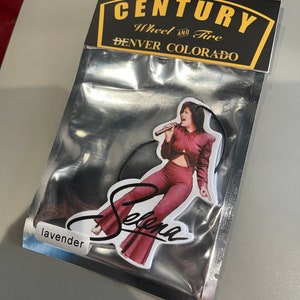 CENTURY
Wheel AND Tire
DENVER COLORADO
Selena
lavender